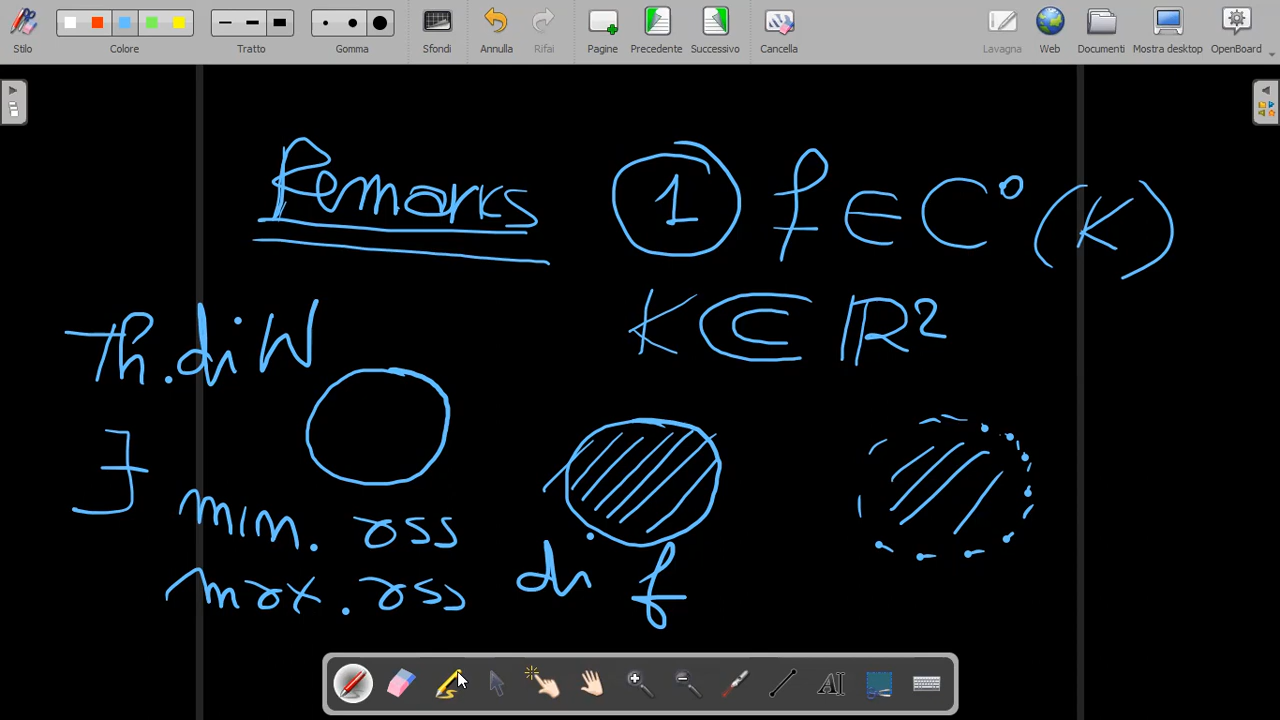 Stilo Colore Tratto Gomma Sfondi Annulla Rifai Pagine Precedente Successivo Cancella Lavagna Web Documenti Mostra desktop OpenBoard
Remarks 1 f ∈ C⁰(K)
K ⋐ ℝ²
Th. di W
∃
min. ass
max. ass
di f